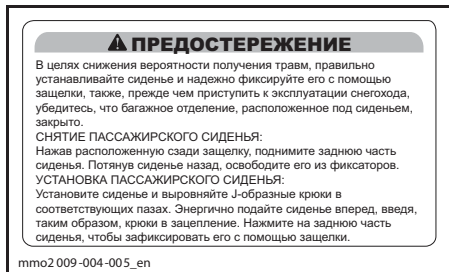 ПРЕДОСТЕРЕЖЕНИЕ
В целях снижения вероятности получения травм, правильно
устанавливайте сиденье и надежно фиксируйте его с помощью
защелки, также, прежде чем приступить к эксплуатации снегохода,
убедитесь, что багажное отделение, расположенное под сиденьем,
закрыто.
СНЯТИЕ ПАССАЖИРСКОГО СИДЕНЬЯ:
Нажав расположенную сзади защелку, поднимите заднюю часть
сиденья. Потянув сиденье назад, освободите его из фиксаторов.
УСТАНОВКА ПАССАЖИРСКОГО СИДЕНЬЯ:
Установите сиденье и выровняйте J-образные крюки в
соответствующих пазах. Энергично подайте сиденье вперед, введя,
таким образом, крюки в зацепление. Нажмите на заднюю часть
сиденья, чтобы зафиксировать его с помощью защелки.
mmo2009-004-005_en